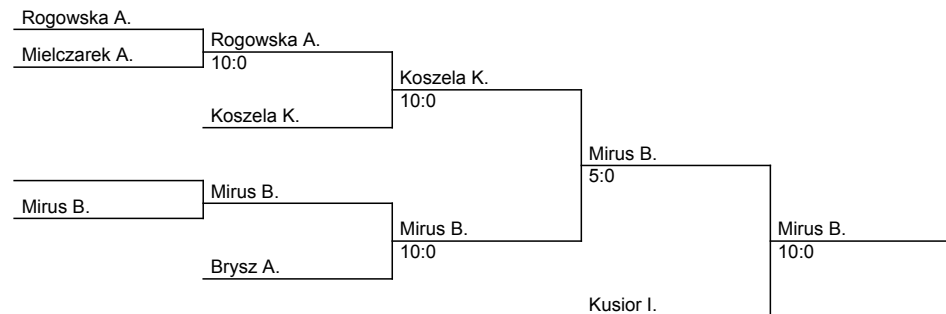 Rogowska A.
Mielczarek A.
Rogowska A.
10:0
Koszela K.
Koszela K.
10:0
Mirus B.
Mirus B.
Brysz A.
Mirus B.
10:0
Mirus B.
5:0
Kusior I.
Mirus B.
10:0